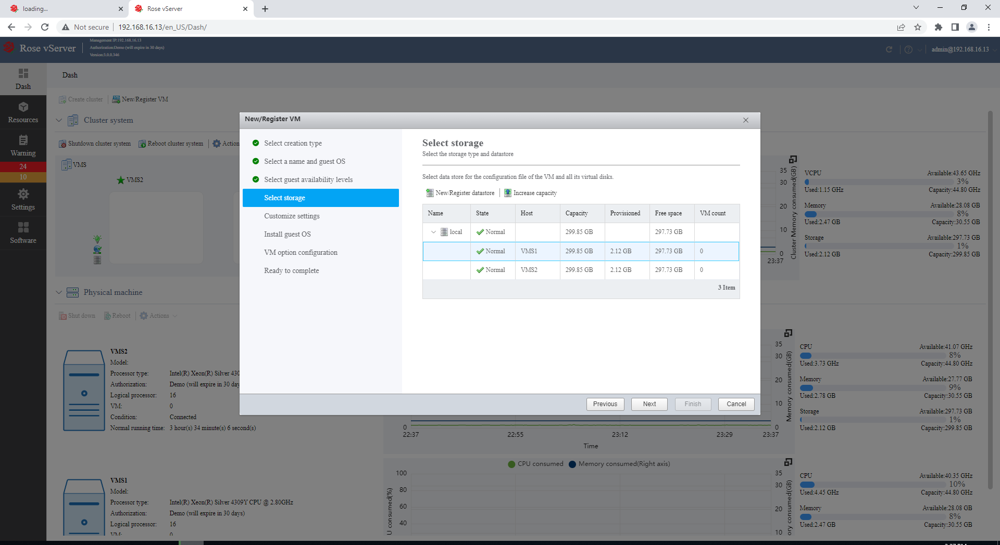 loading...
Rose vServer
Not secure
192.168.16.13/en_US/Dash/
Rose vServer
Management IP:192.168.16.13
Authorization:Demo (will expire in 30 days)
Version:3.0.0.346
admin@192.168.16.13
Dash
Resources
Warning
24
10
Settings
Software
Dash
Create cluster
New/Register VM
Cluster system
Shutdown cluster system
Reboot cluster system
Action
VMS
VMS2
New/Register VM
Select creation type
Select a name and guest OS
Select guest availability levels
Select storage
Customize settings
Install guest OS
VM option configuration
Ready to complete
Select storage
Select the storage type and datastore
Select data store for the configuration file of the VM and all its virtual disks.
New/Register datastore
Increase capacity
Name State Host Capacity Provisioned Free space VM count
local Normal 299.85 GB 297.73 GB
Normal VMS1 299.85 GB 2.12 GB 297.73 GB 0
Normal VMS2 299.85 GB 2.12 GB 297.73 GB 0
3 Item
Previous
Next
Finish
Cancel
35
30
20
10
0
23:37
Cluster Memory consumed(GB)
VCPU Available:43.65 GHz
3%
Used:1.15 GHz Capacity:44.80 GHz
Memory Available:28.08 GB
8%
Used:2.47 GB Capacity:30.55 GB
Storage Available:297.73 GB
1%
Used:2.12 GB Capacity:299.85 GB
Physical machine
Shut down
Reboot
Actions
VMS2
Model:
Processor type: Intel(R) Xeon(R) Silver 430
Authorization: Demo (will expire in 30 day
Logical processor: 16
VM: 0
Condition: Connected
Normal running time: 3 hour(s) 34 minute(s) 6 second(s)
0
22:37
22:55
23:12
23:29
23:37
Time
35
30
20
10
0
Memory consumed(GB)
CPU Available:41.07 GHz
8%
Used:3.73 GHz Capacity:44.80 GHz
Memory Available:27.77 GB
9%
Used:2.78 GB Capacity:30.55 GB
Storage Available:297.73 GB
1%
Used:2.12 GB Capacity:299.85 GB
VMS1
Model:
Processor type: Intel(R) Xeon(R) Silver 4309Y CPU @ 2.80GHz
Authorization: Demo (will expire in 30 days)
Logical processor: 16
VM: 0
CPU consumed
Memory consumed(Right axis)
100
80
60
40
U consumed(%)
35
30
20
10
ory consumed(GB)
CPU Available:40.35 GHz
10%
Used:4.45 GHz Capacity:44.80 GHz
Memory Available:28.08 GB
8%
Used:2.47 GB Capacity:30.55 GB